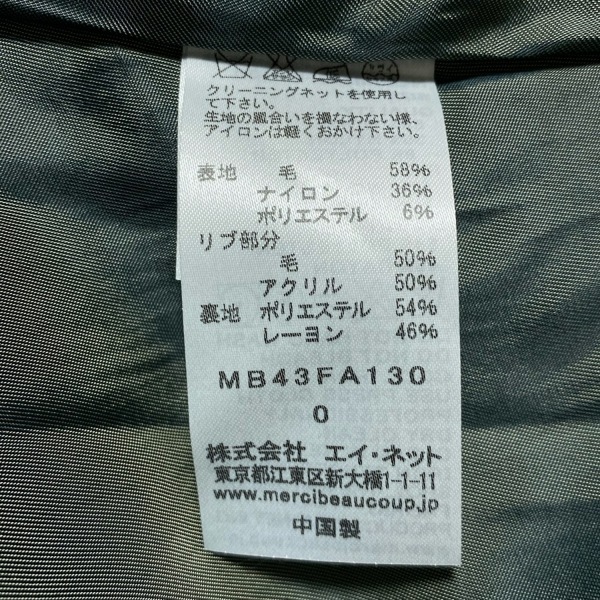 クリーニングネットを使用し
て下さい。
生地の風合いを損なわない様、
アイロンは軽くおかけ下さい。
表地 毛 58%
ナイロン 36%
ポリエステル 6%
リブ部分
毛 50%
アクリル 50%
裏地 ポリエステル 54%
レーヨン 46%
MB43FA130
0
株式会社 エイ・ネット
東京都江東区新大橋1-1-11
www.mercibeaucoup.jp
中国製